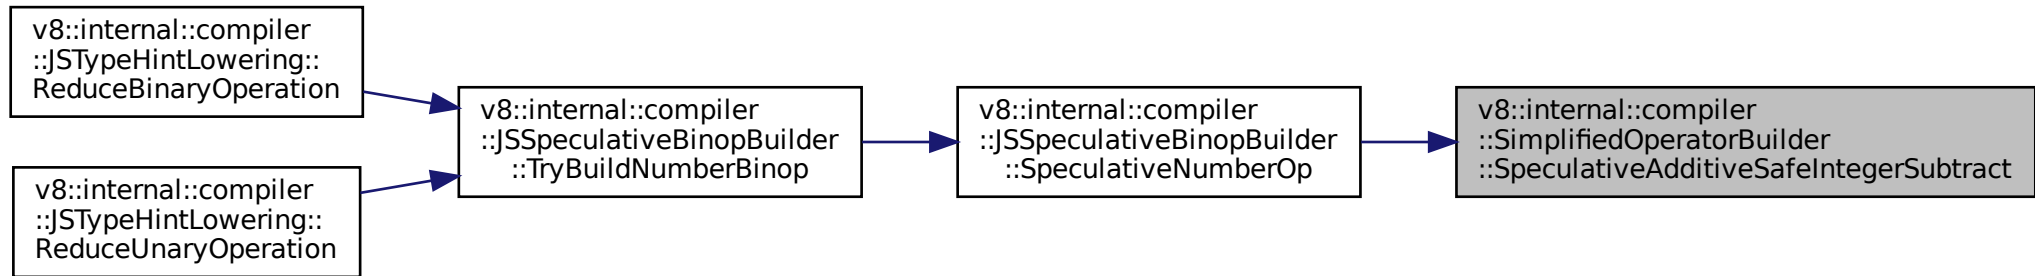 v8::internal::compiler
::JSTypeHintLowering::
ReduceBinaryOperation
v8::internal::compiler
::JSTypeHintLowering::
ReduceUnaryOperation
v8::internal::compiler
::JSSpeculativeBinopBuilder
::TryBuildNumberBinop
v8::internal::compiler
::JSSpeculativeBinopBuilder
::SpeculativeNumberOp
v8::internal::compiler
::SimplifiedOperatorBuilder
::SpeculativeAdditiveSafeIntegerSubtract